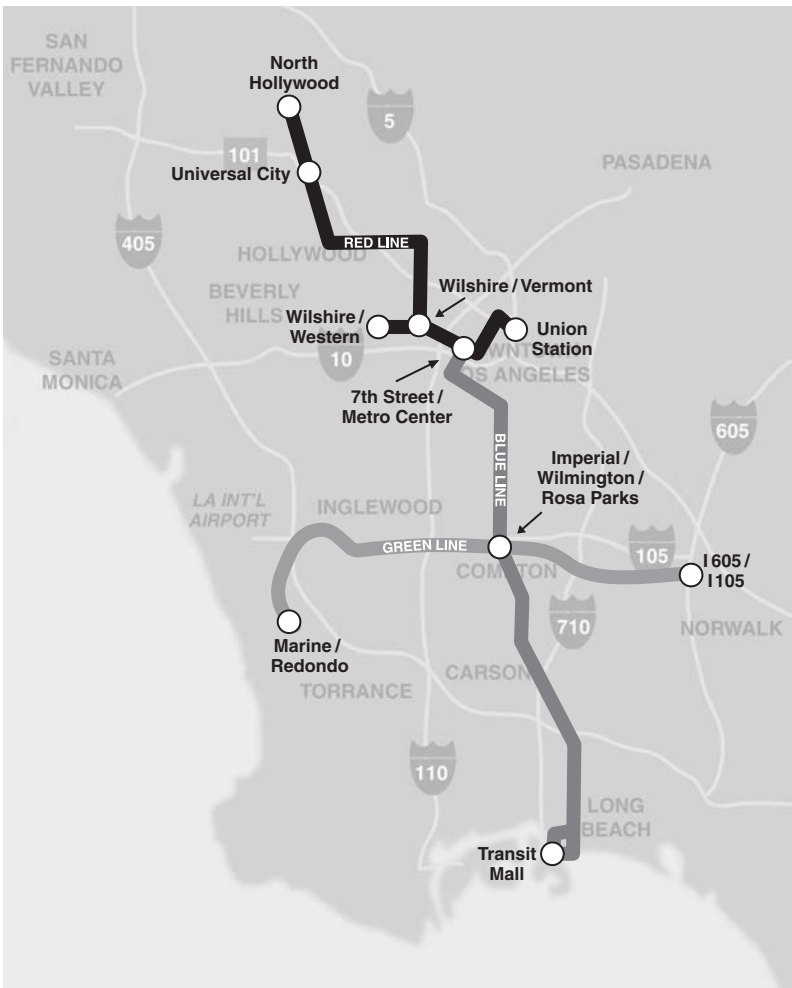 SAN
FERNANDO
VALLEY
North
Hollywood
5
101
PASADENA
Universal City
405
RED LINE
HOLLYWOOD
BEVERLY
HILLS
Wilshire / Vermont
Wilshire /
Western
Union
Station
10
DOWNTOWN
LOS ANGELES
SANTA
MONICA
7th Street /
Metro Center
605
BLUE LINE
Imperial /
Wilmington /
Rosa Parks
LA INT'L
AIRPORT
INGLEWOOD
GREEN LINE
105
COMPTON
I 605 /
I 105
710
NORWALK
Marine /
Redondo
CARSON
TORRANCE
110
LONG
BEACH
Transit
Mall